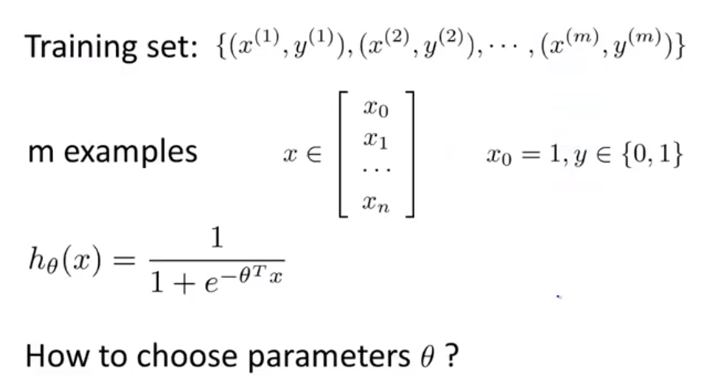 Training set: {(x^{(1)}, y^{(1)}), (x^{(2)}, y^{(2)}), ⋯ , (x^{(m)}, y^{(m)})}
m examples x ∈ [x_0 x_1 ... x_n] x_0 = 1, y ∈ {0, 1}
h_θ(x) = 1 / (1 + e^{-θ^T x})
How to choose parameters θ ?